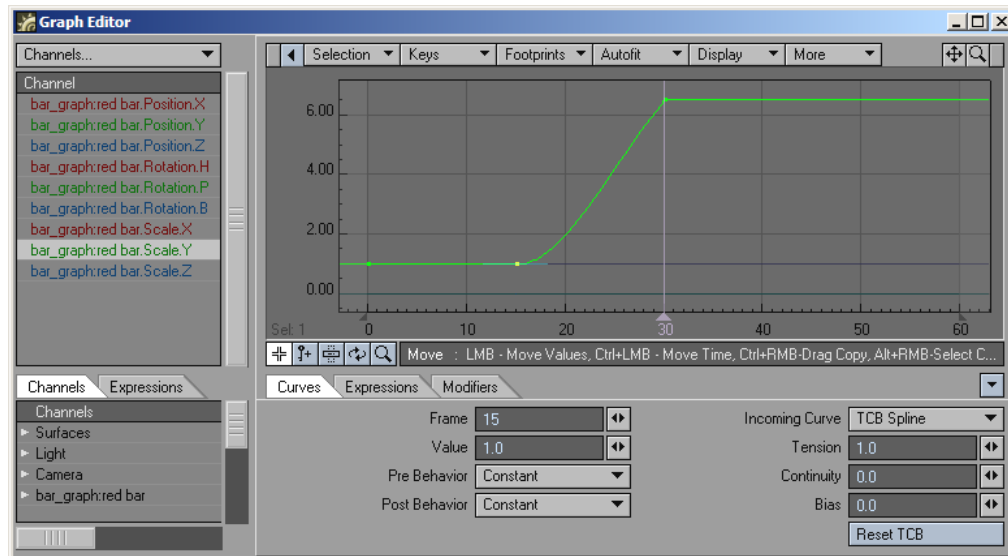 Graph Editor
Channels...
Selection Keys Footprints Autofit Display More
Channel
bar_graph:red bar.Position.X
bar_graph:red bar.Position.Y
bar_graph:red bar.Position.Z
bar_graph:red bar.Rotation.H
bar_graph:red bar.Rotation.P
bar_graph:red bar.Rotation.B
bar_graph:red bar.Scale.X
bar_graph:red bar.Scale.Y
bar_graph:red bar.Scale.Z
6.00
4.00
2.00
0.00
Sel: 1 0 10 20 30 40 50 60
Move : LMB - Move Values, Ctrl+LMB - Move Time, Ctrl+RMB-Drag Copy, Alt+RMB-Select C...
Channels Expressions
Channels
Surfaces
Light
Camera
bar_graph:red bar
Curves Expressions Modifiers
Frame 15
Value 1.0
Pre Behavior Constant
Post Behavior Constant
Incoming Curve TCB Spline
Tension 1.0
Continuity 0.0
Bias 0.0
Reset TCB